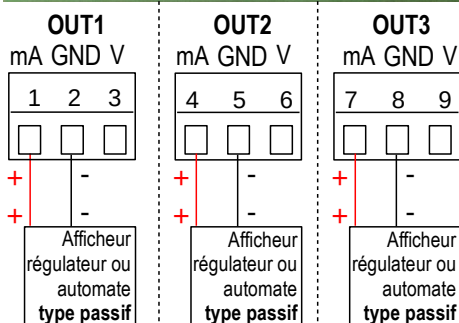 OUT1
mA GND V
1 2 3
+ -
+ -
Afficheur
régulateur ou
automate
type passif
OUT2
mA GND V
4 5 6
+ -
+ -
Afficheur
régulateur ou
automate
type passif
OUT3
mA GND V
7 8 9
+ -
+ -
Afficheur
régulateur ou
automate
type passif